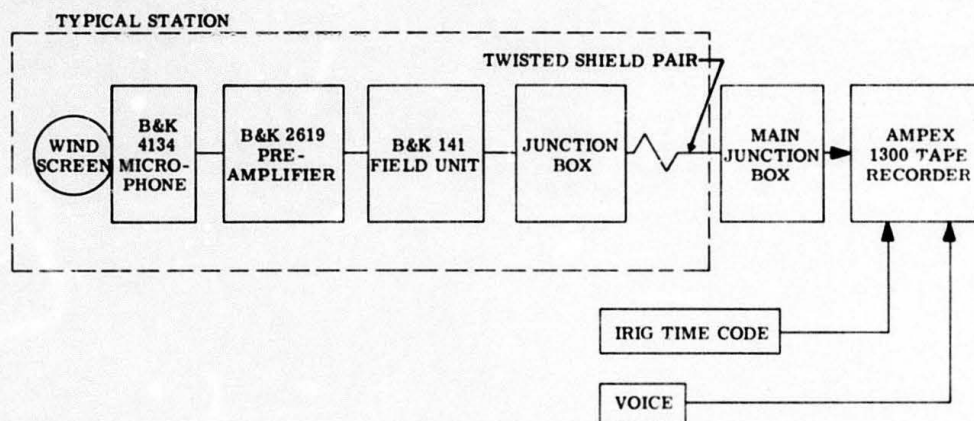 TYPICAL STATION
TWISTED SHIELD PAIR
WIND
SCREEN
B&K
4134
MICRO-
PHONE
B&K 2619
PRE-
AMPLIFIER
B&K 141
FIELD UNIT
JUNCTION
BOX
MAIN
JUNCTION
BOX
AMPEX
1300 TAPE
RECORDER
IRIG TIME CODE
VOICE